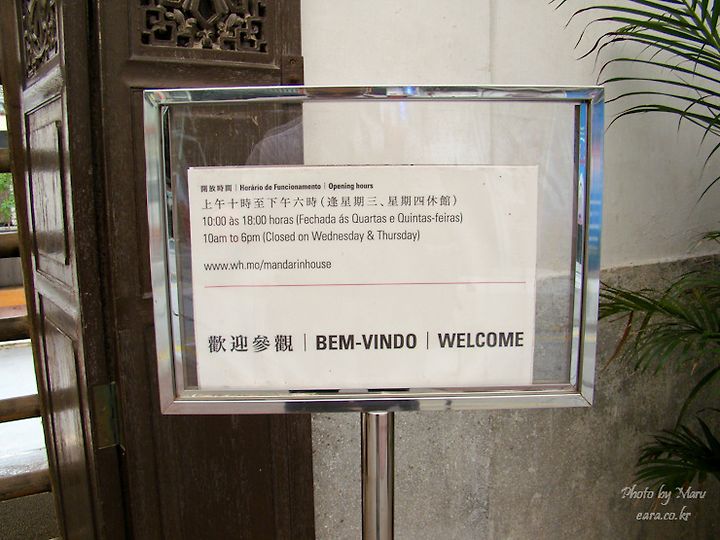 開放時間 | Horário de Funcionamento | Opening hours
上午十時至下午六時(逢星期三、星期四休館)
10:00 às 18:00 horas (Fechada ás Quartas e Quintas-feiras)
10am to 6pm (Closed on Wednesday & Thursday)
www.wh.mo/mandarinhouse
歡迎參觀 | BEM-VINDO | WELCOME
Photo by Maru
eara.co.kr